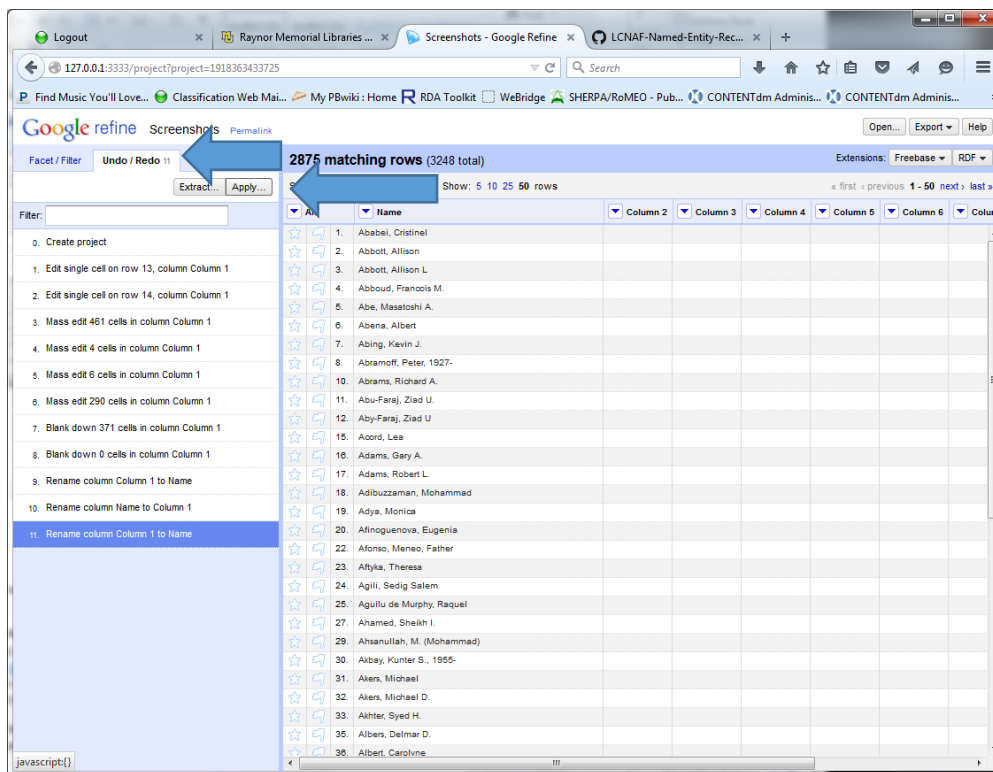 Logout
Raynor Memorial Libraries ...
Screenshots - Google Refine
LCNAF-Named-Entity-Rec...
127.0.0.1:3333/project?project=1918363433725
Search
Find Music You'll Love... Classification Web Mai... My PBwiki : Home RDA Toolkit WeBridge SHERPA/RoMEO - Pub... CONTENTdm Adminis... CONTENTdm Adminis...
Google refine Screenshots Permalink
Open... Export Help
Facet / Filter Undo / Redo 11
2875 matching rows (3248 total)
Extensions: Freebase RDF
Extract... Apply...
Show: 5 10 25 50 rows
« first ‹ previous 1 - 50 next › last »
Filter:
Name Column 2 Column 3 Column 4 Column 5 Column 6
0. Create project
1. Edit single cell on row 13, column Column 1
2. Edit single cell on row 14, column Column 1
3. Mass edit 461 cells in column Column 1
4. Mass edit 4 cells in column Column 1
5. Mass edit 6 cells in column Column 1
6. Mass edit 290 cells in column Column 1
7. Blank down 371 cells in column Column 1
8. Blank down 0 cells in column Column 1
9. Rename column Column 1 to Name
10. Rename column Name to Column 1
11. Rename column Column 1 to Name
1. Ababei, Cristinel
2. Abbott, Allison
3. Abbott, Allison L
4. Abboud, Francois M.
5. Abe, Masatoshi A.
6. Abena, Albert
7. Abing, Kevin J.
8. Abramoff, Peter, 1927-
10. Abrams, Richard A.
11. Abu-Faraj, Ziad U.
12. Aby-Faraj, Ziad U
15. Acord, Lea
16. Adams, Gary A.
17. Adams, Robert L.
18. Adibuzzaman, Mohammad
19. Adya, Monica
20. Afinoguenova, Eugenia
22. Afonso, Meneo, Father
23. Aftyka, Theresa
24. Agili, Sedig Salem
25. Aguilu de Murphy, Raquel
27. Ahamed, Sheikh I.
29. Ahsanullah, M. (Mohammad)
30. Akbay, Kunter S., 1955-
31. Akers, Michael
32. Akers, Michael D.
33. Akhter, Syed H.
35. Albers, Delmar D.
36. Albert, Carolyne
javascript:{}